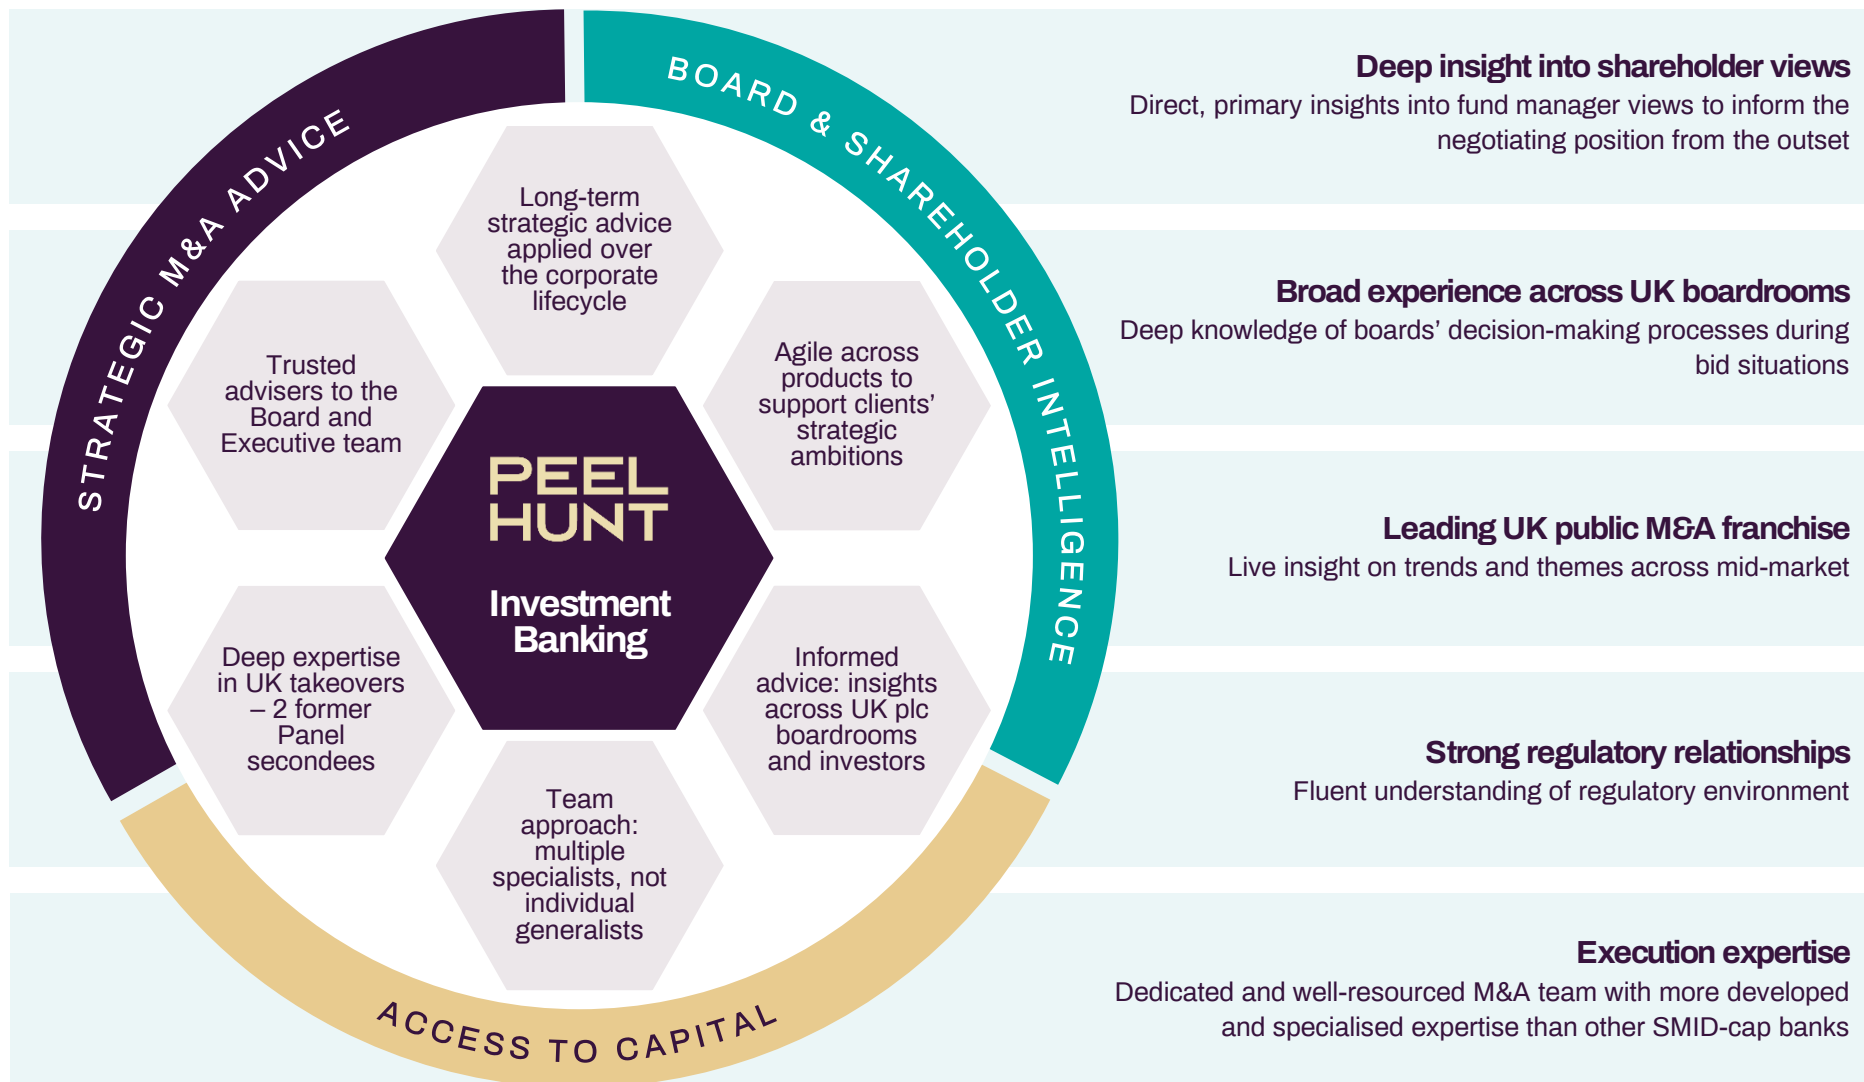 STRATEGIC M&A ADVICE
BOARD & SHAREHOLDER INTELLIGENCE
ACCESS TO CAPITAL
Long-term
strategic advice
applied over
the corporate
lifecycle
Trusted
advisers to the
Board and
Executive team
Agile across
products to
support clients’
strategic
ambitions
PEEL
HUNT
Investment
Banking
Deep expertise
in UK takeovers
– 2 former
Panel
secondees
Informed
advice: insights
across UK plc
boardrooms
and investors
Team
approach:
multiple
specialists, not
individual
generalists
Deep insight into shareholder views
Direct, primary insights into fund manager views to inform the
negotiating position from the outset
Broad experience across UK boardrooms
Deep knowledge of boards’ decision-making processes during
bid situations
Leading UK public M&A franchise
Live insight on trends and themes across mid-market
Strong regulatory relationships
Fluent understanding of regulatory environment
Execution expertise
Dedicated and well-resourced M&A team with more developed
and specialised expertise than other SMID-cap banks